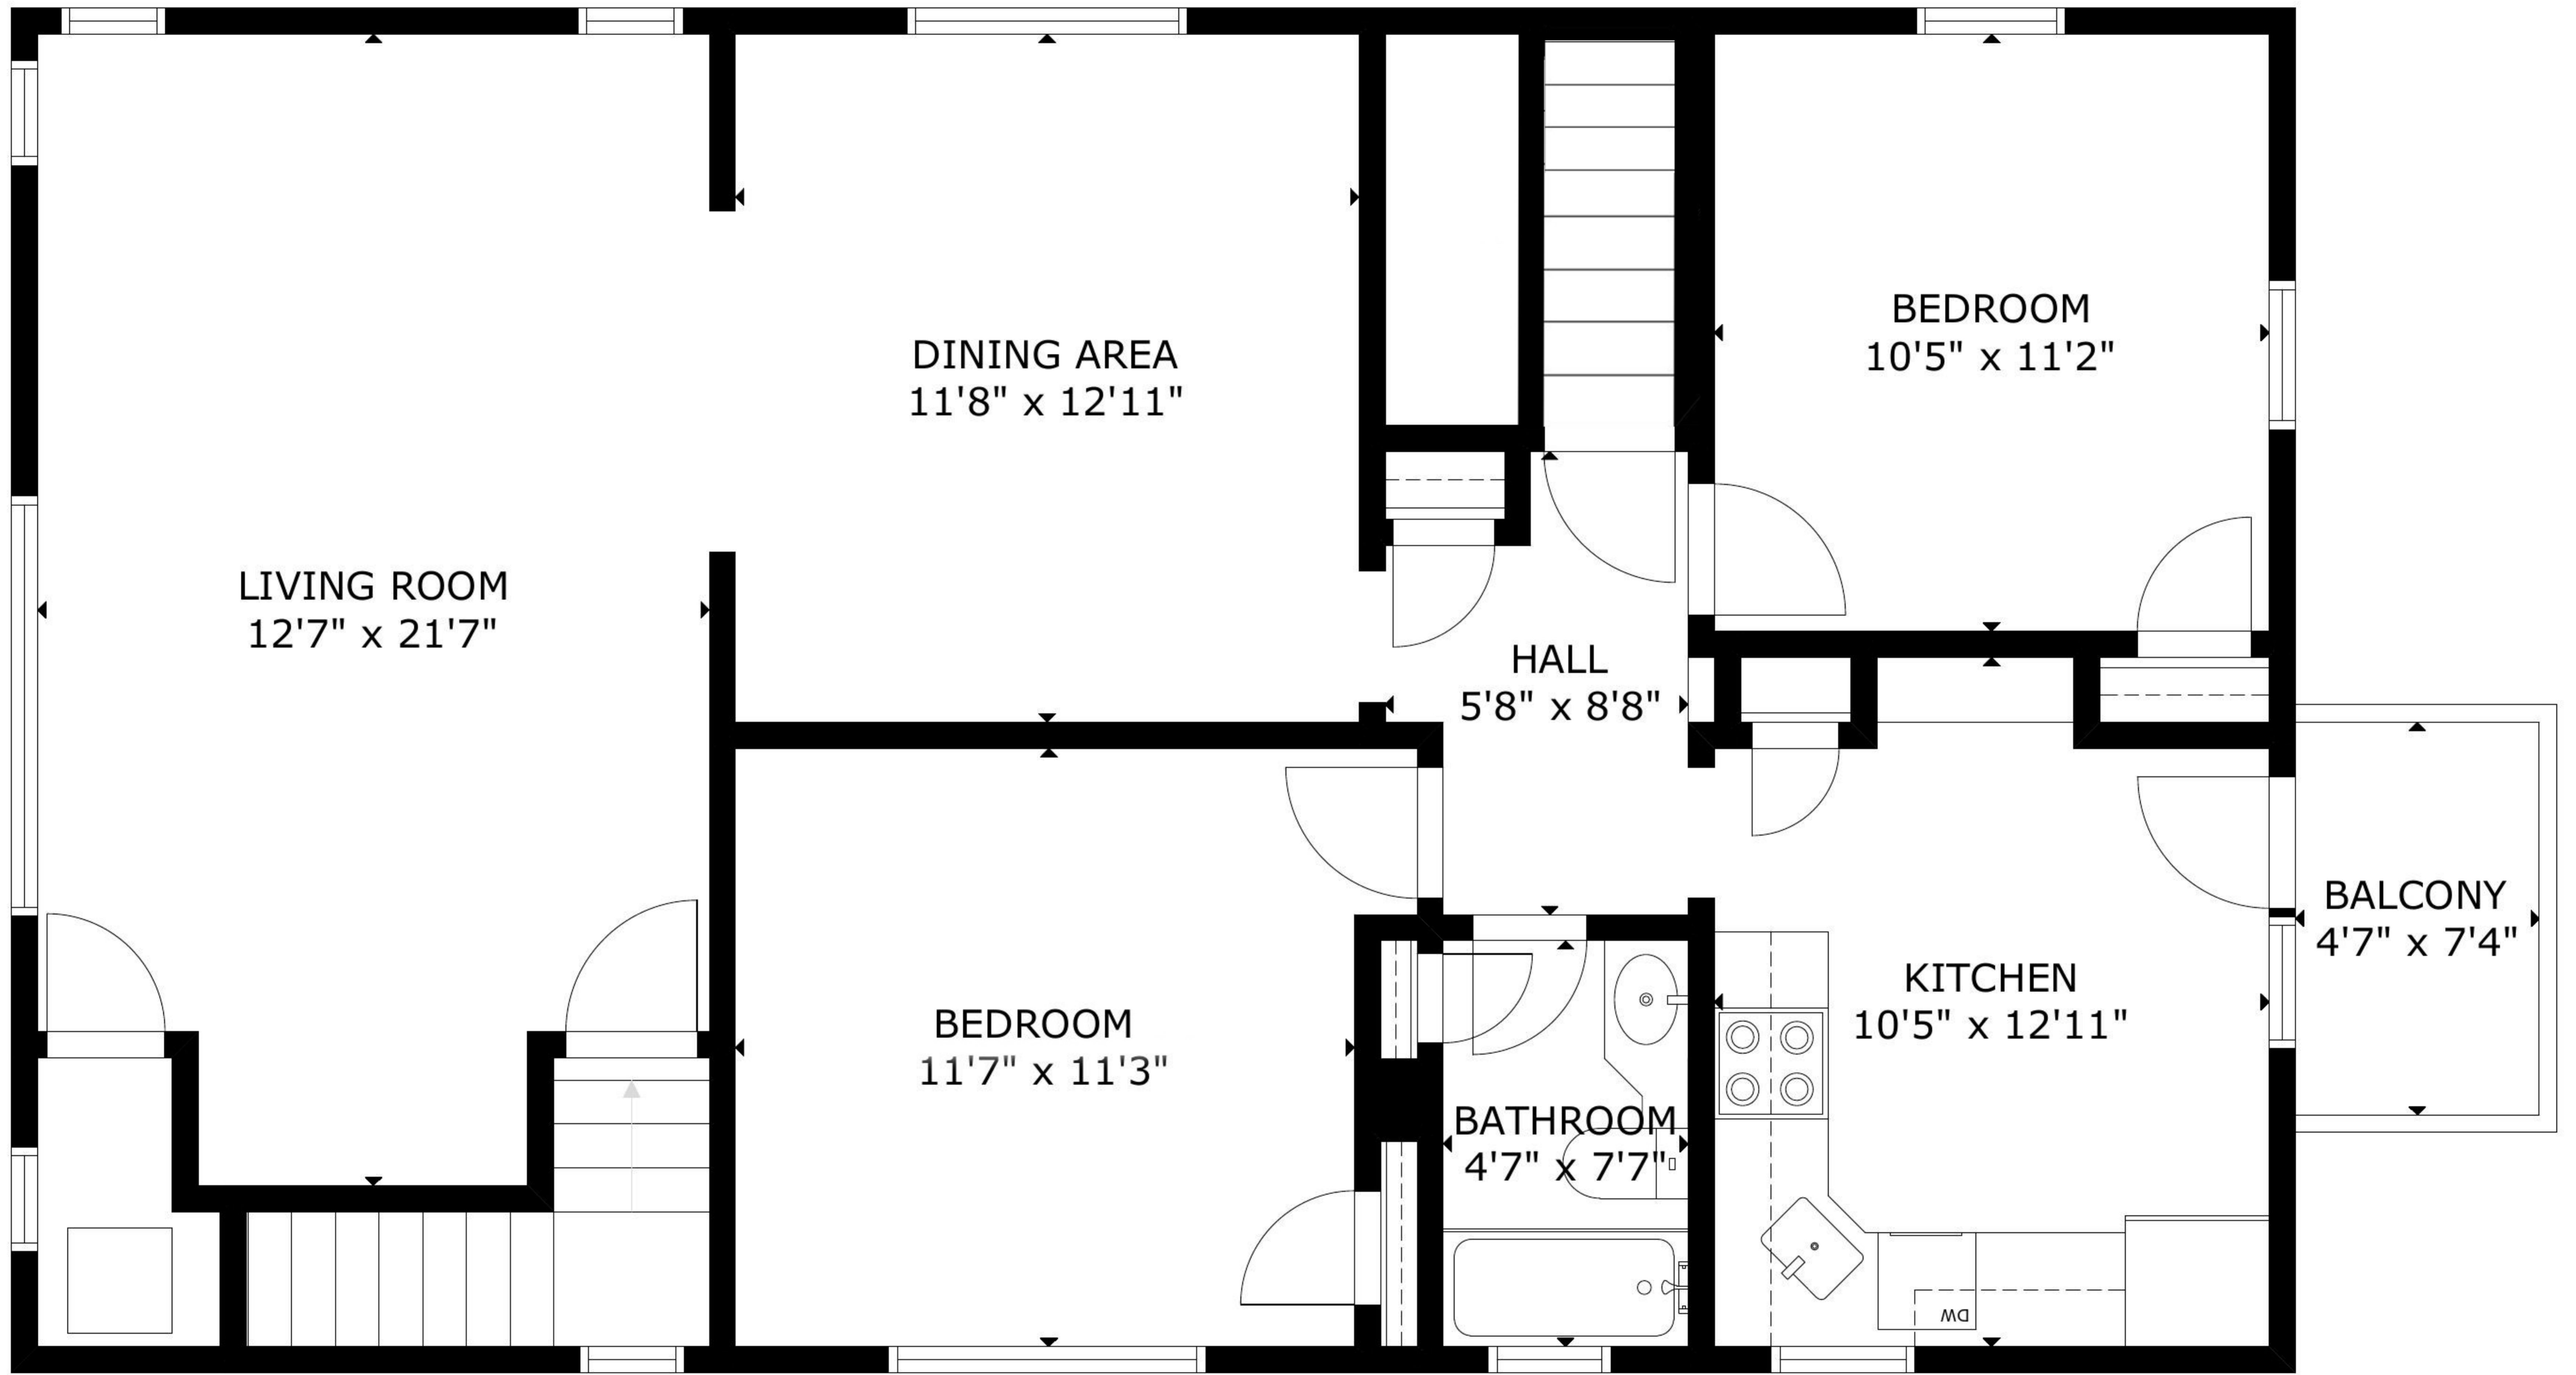 LIVING ROOM
12'7" x 21'7"
DINING AREA
11'8" x 12'11"
BEDROOM
10'5" x 11'2"
HALL
5'8" x 8'8"
BEDROOM
11'7" x 11'3"
BATHROOM
4'7" x 7'7"
KITCHEN
10'5" x 12'11"
BALCONY
4'7" x 7'4"
DW